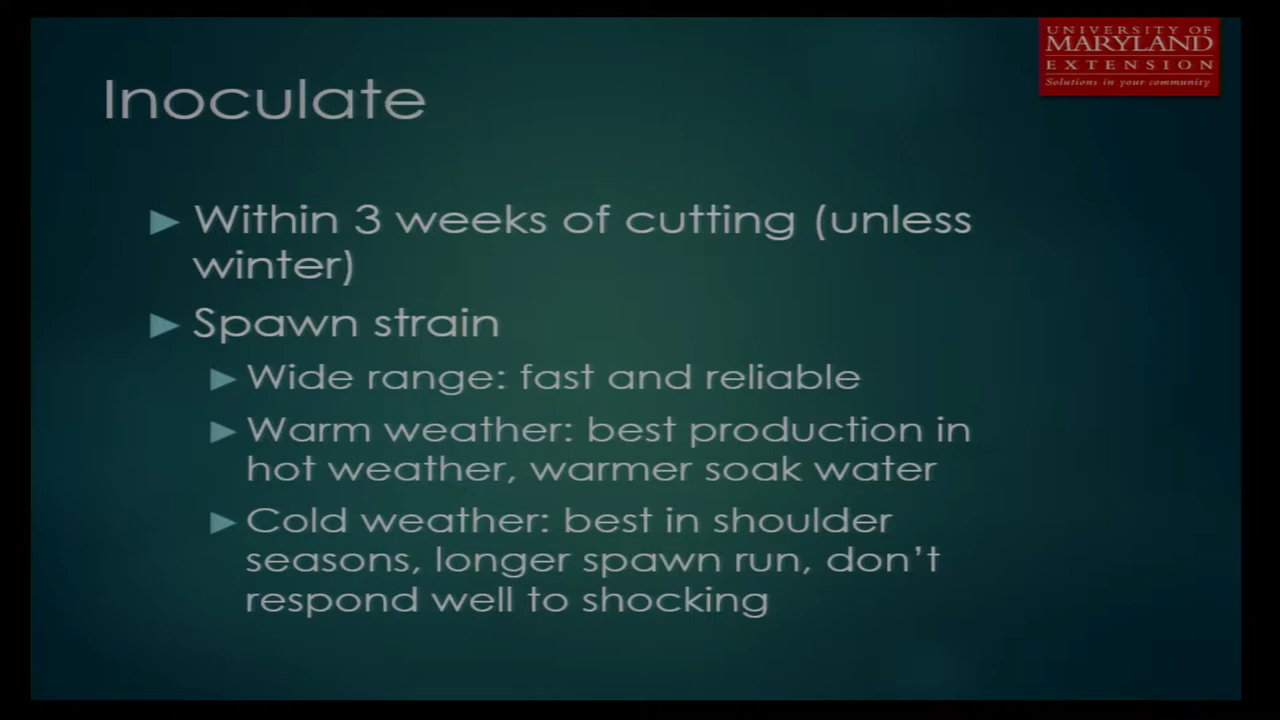 UNIVERSITY OF
MARYLAND
EXTENSION
Solutions in your community
Inoculate
Within 3 weeks of cutting (unless
winter)
Spawn strain
Wide range: fast and reliable
Warm weather: best production in
hot weather, warmer soak water
Cold weather: best in shoulder
seasons, longer spawn run, don't
respond well to shocking